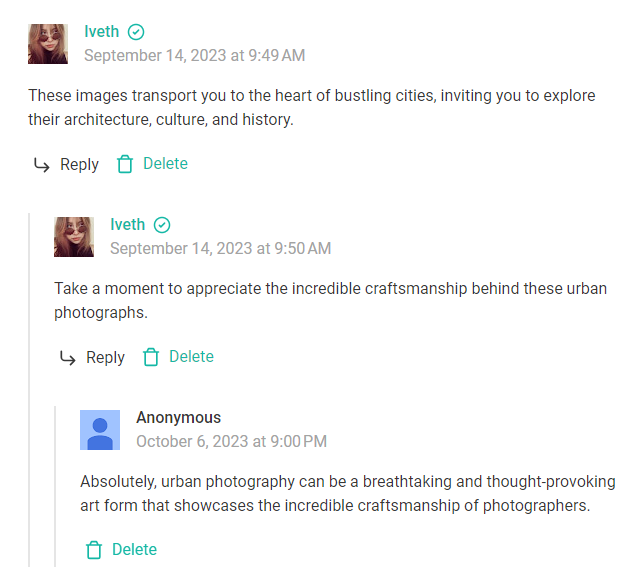 Iveth
September 14, 2023 at 9:49 AM
These images transport you to the heart of bustling cities, inviting you to explore
their architecture, culture, and history.
Reply Delete
Iveth
September 14, 2023 at 9:50 AM
Take a moment to appreciate the incredible craftsmanship behind these urban
photographs.
Reply Delete
Anonymous
October 6, 2023 at 9:00 PM
Absolutely, urban photography can be a breathtaking and thought-provoking
art form that showcases the incredible craftsmanship of photographers.
Delete